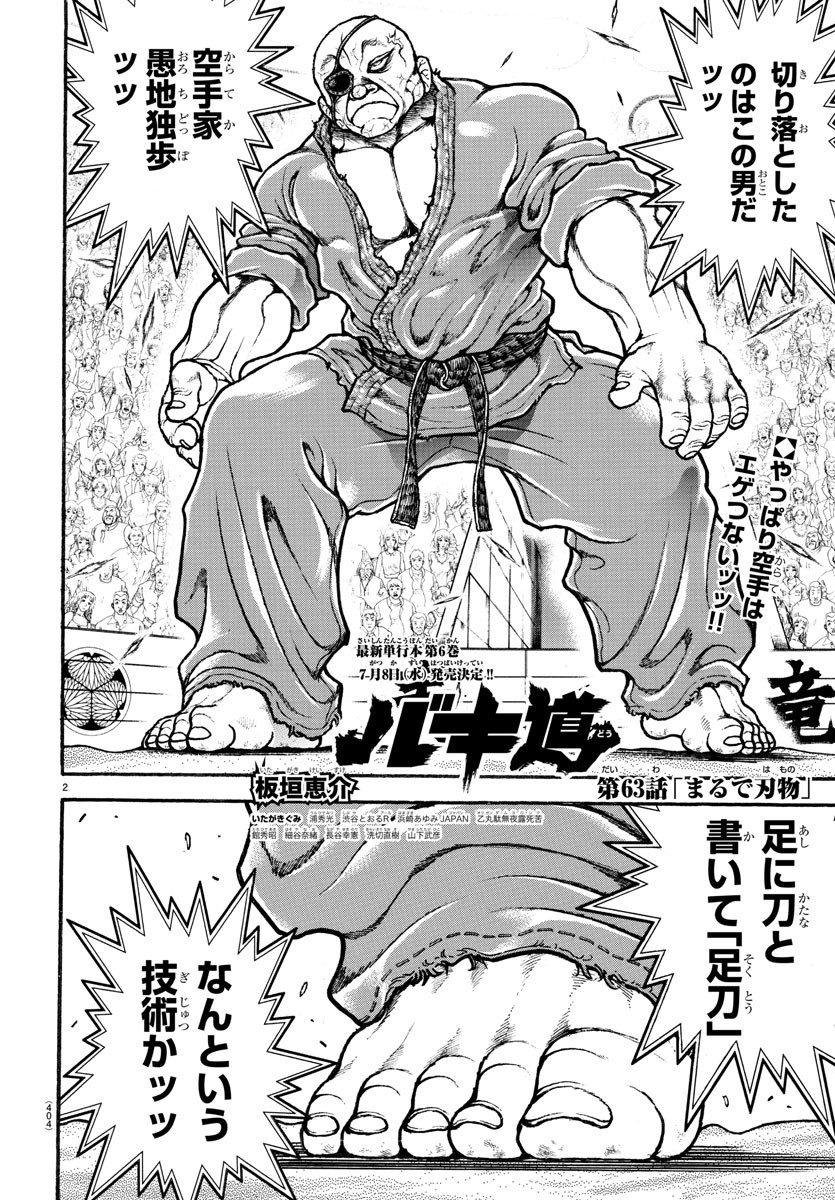 切り落とした
のはこの男だ
ッッ
空手家
愚地独歩
ッッ
◆やっぱり空手は
エゲつないッッ!!
最新単行本 第6巻
7月8日(水)発売決定!!
バキ道
竜
板垣恵介
第63話「まるで刃物」
いたがきぐみ 浦秀光 渋谷とおるR 浜崎あゆみJAPAN 乙丸駄無夜露死苦
館秀昭 細谷奈緒 長谷幸憲 洗切直樹 山下武彦
2
足に刀と
書いて「足刀」
なんという
技術かッッ
(404)